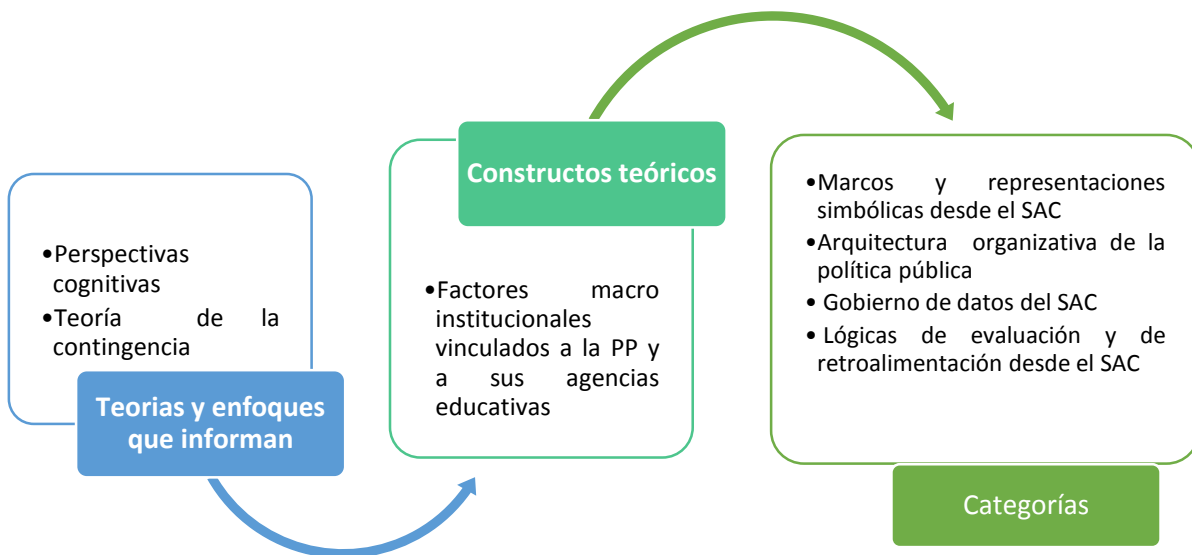 •Perspectivas
cognitivas
•Teoría de la
contingencia
Teorias y enfoques
que informan
Constructos teóricos
•Factores macro
institucionales
vinculados a la PP y
a sus agencias
educativas
•Marcos y representaciones
simbólicas desde el SAC
•Arquitectura organizativa de la
política pública
• Gobierno de datos del SAC
• Lógicas de evaluación y de
retroalimentación desde el SAC
Categorías